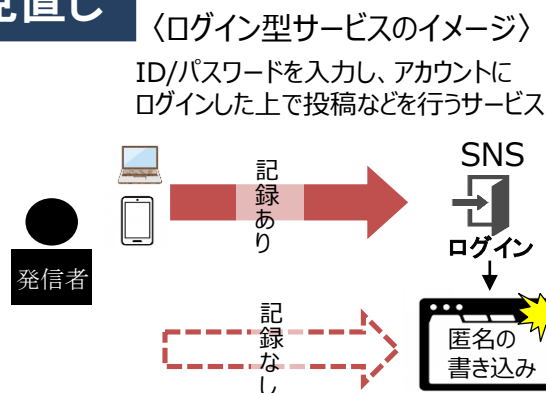 見直し
〈ログイン型サービスのイメージ〉
ID/パスワードを入力し、アカウントに
ログインした上で投稿などを行うサービス
SNS
記録あり
ログイン
発信者
記録なし
匿名の
書き込み